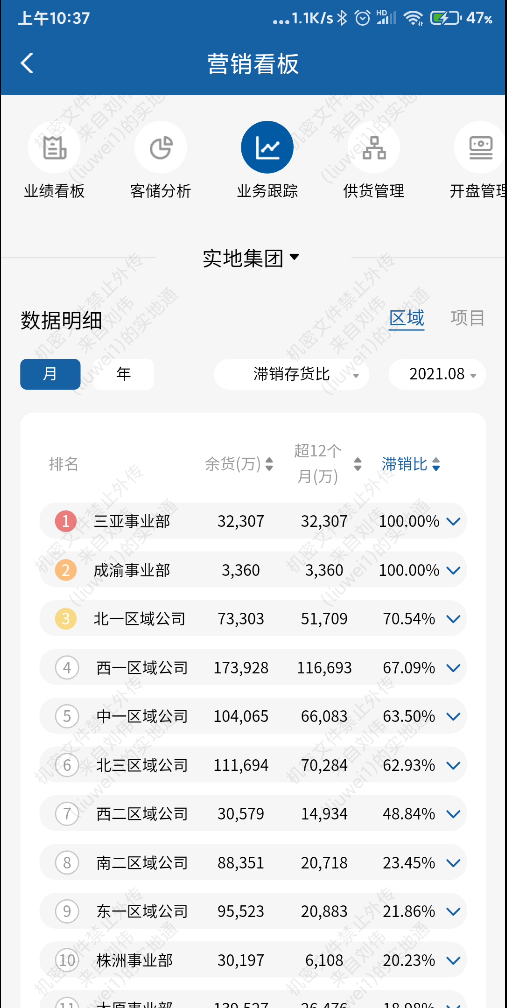 上午10:37
...1.1K/s HD 47%
营销看板
业绩看板 客储分析 业务跟踪 供货管理 开盘管理
实地集团
数据明细 区域 项目
月 年 滞销存货比 2021.08
排名 余货(万) 超12个月(万) 滞销比
1 三亚事业部 32,307 32,307 100.00%
2 成渝事业部 3,360 3,360 100.00%
3 北一区域公司 73,303 51,709 70.54%
4 西一区域公司 173,928 116,693 67.09%
5 中一区域公司 104,065 66,083 63.50%
6 北三区域公司 111,694 70,284 62.93%
7 西二区域公司 30,579 14,934 48.84%
8 南二区域公司 88,351 20,718 23.45%
9 东一区域公司 95,523 20,883 21.86%
10 株洲事业部 30,197 6,108 20.23%
11 太原事业部 139,527 26,476 18.98%
机密文件禁止外传
来自刘伟
(liuwei1)的实地通